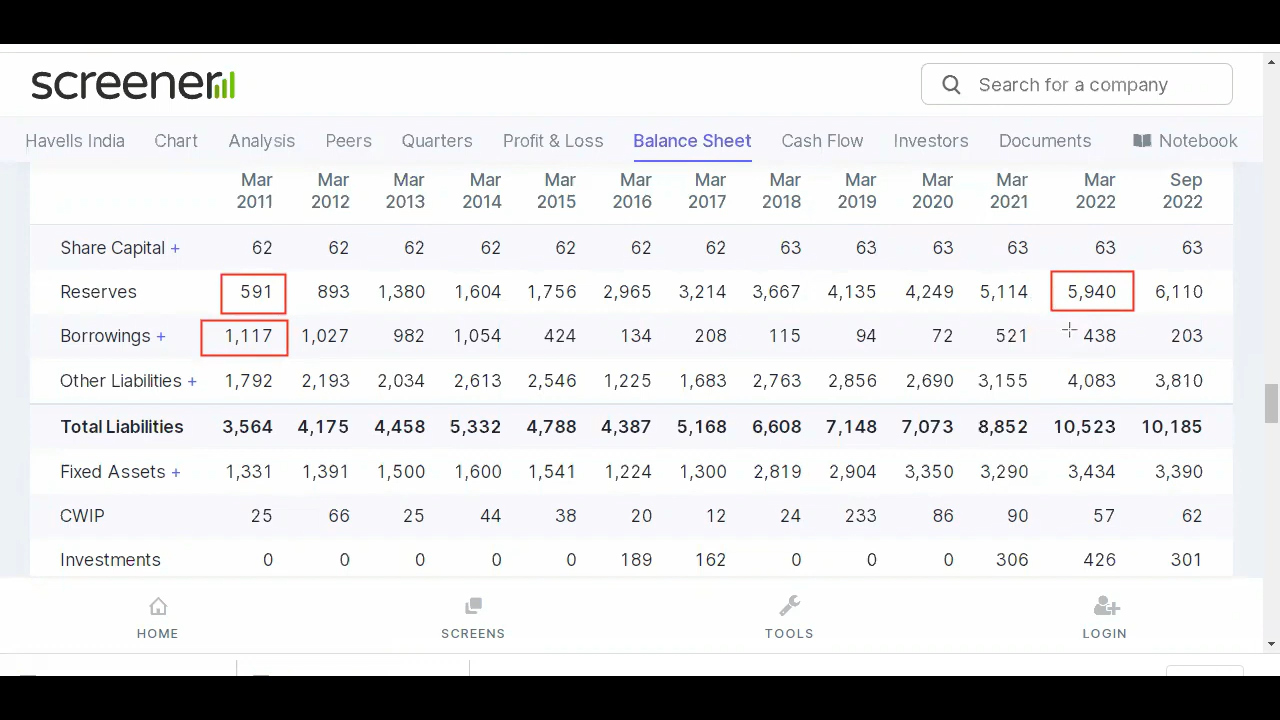 screener
Search for a company
Havells India Chart Analysis Peers Quarters Profit & Loss Balance Sheet Cash Flow Investors Documents Notebook
Mar Mar Mar Mar Mar Mar Mar Mar Mar Mar Mar Mar Sep
2011 2012 2013 2014 2015 2016 2017 2018 2019 2020 2021 2022 2022
Share Capital + 62 62 62 62 62 62 62 63 63 63 63 63 63
Reserves 591 893 1,380 1,604 1,756 2,965 3,214 3,667 4,135 4,249 5,114 5,940 6,110
Borrowings + 1,117 1,027 982 1,054 424 134 208 115 94 72 521 438 203
Other Liabilities + 1,792 2,193 2,034 2,613 2,546 1,225 1,683 2,763 2,856 2,690 3,155 4,083 3,810
Total Liabilities 3,564 4,175 4,458 5,332 4,788 4,387 5,168 6,608 7,148 7,073 8,852 10,523 10,185
Fixed Assets + 1,331 1,391 1,500 1,600 1,541 1,224 1,300 2,819 2,904 3,350 3,290 3,434 3,390
CWIP 25 66 25 44 38 20 12 24 233 86 90 57 62
Investments 0 0 0 0 0 189 162 0 0 0 306 426 301
HOME SCREENS TOOLS LOGIN